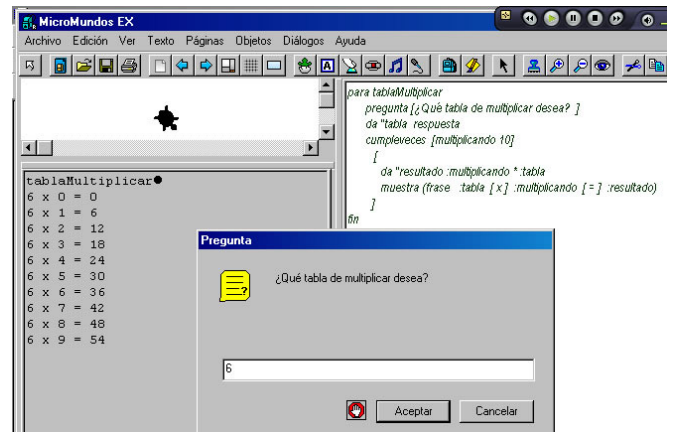 MicroMundos EX
Archivo Edición Ver Texto Páginas Objetos Diálogos Ayuda
para tablaMultiplicar
pregunta [¿Qué tabla de multiplicar desea? ]
da "tabla respuesta
cumpleveces [multiplicando 10]
[
da "resultado :multiplicando * :tabla
muestra (frase :tabla [ x ] :multiplicando [ = ] :resultado)
]
fin
tablaMultiplicar●
6 x 0 = 0
6 x 1 = 6
6 x 2 = 12
6 x 3 = 18
6 x 4 = 24
6 x 5 = 30
6 x 6 = 36
6 x 7 = 42
6 x 8 = 48
6 x 9 = 54
Pregunta
¿Qué tabla de multiplicar desea?
6
Aceptar Cancelar